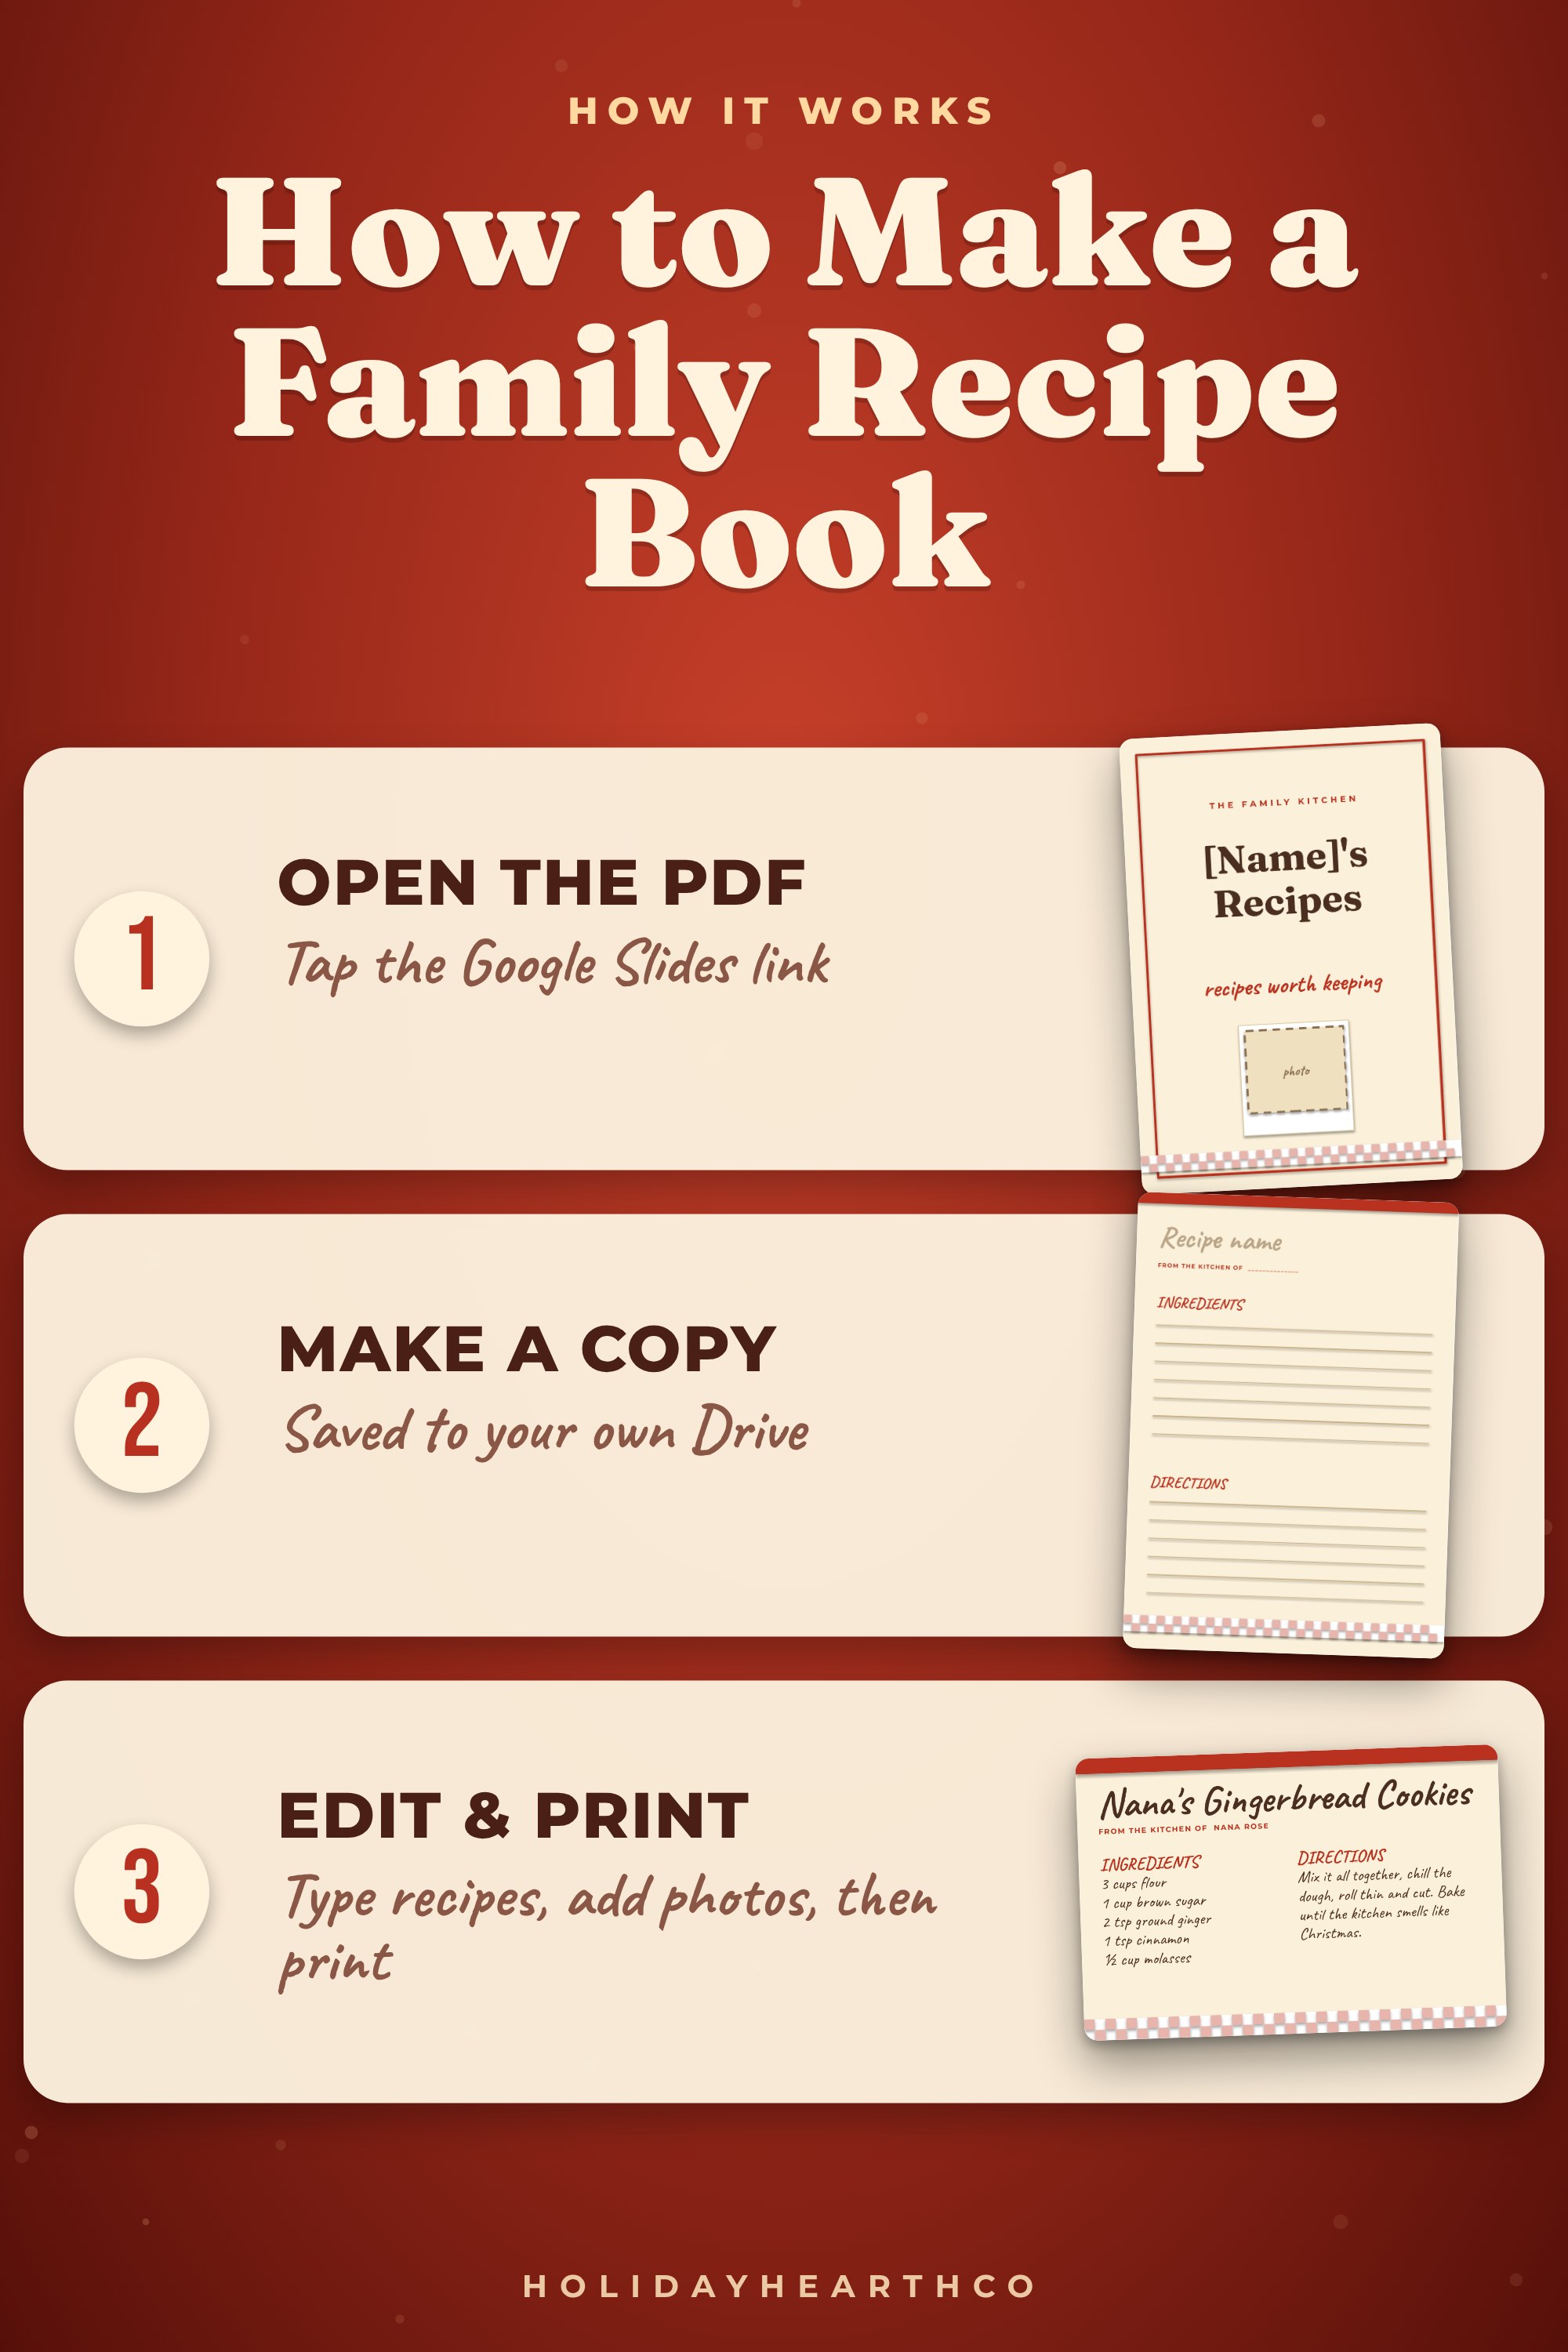 HOW IT WORKS
How to Make a
Family Recipe
Book
1
OPEN THE PDF
Tap the Google Slides link
THE FAMILY KITCHEN
[Name]'s
Recipes
recipes worth keeping
photo
2
MAKE A COPY
Saved to your own Drive
Recipe name
FROM THE KITCHEN OF ______________
INGREDIENTS
DIRECTIONS
3
EDIT & PRINT
Type recipes, add photos, then
print
Nana's Gingerbread Cookies
FROM THE KITCHEN OF NANA ROSE
INGREDIENTS
3 cups flour
1 cup brown sugar
2 tsp ground ginger
1 tsp cinnamon
½ cup molasses
DIRECTIONS
Mix it all together, chill the
dough, roll thin and cut. Bake
until the kitchen smells like
Christmas.
HOLIDAYHEARTHCO